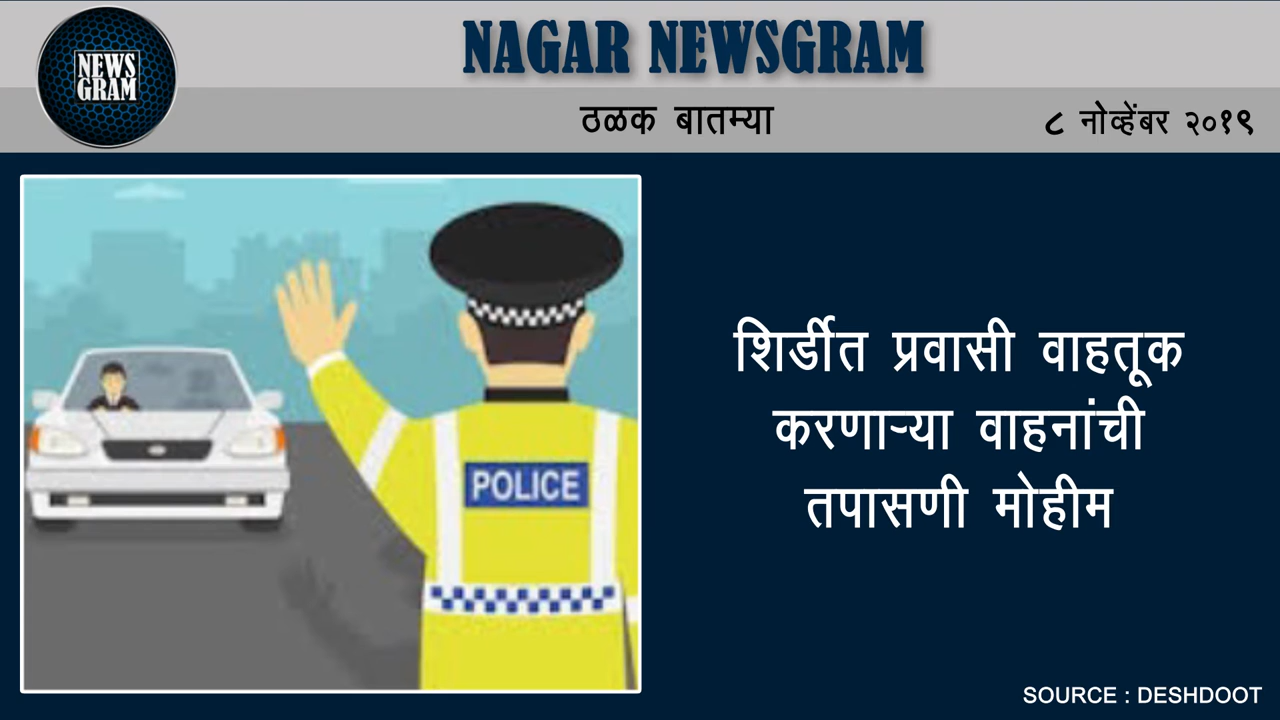 NEWS
GRAM
NAGAR NEWSGRAM
ठळक बातम्या
८ नोव्हेंबर २०१९
POLICE
शिर्डीत प्रवासी वाहतूक
करणाऱ्या वाहनांची
तपासणी मोहीम
SOURCE : DESHDOOT